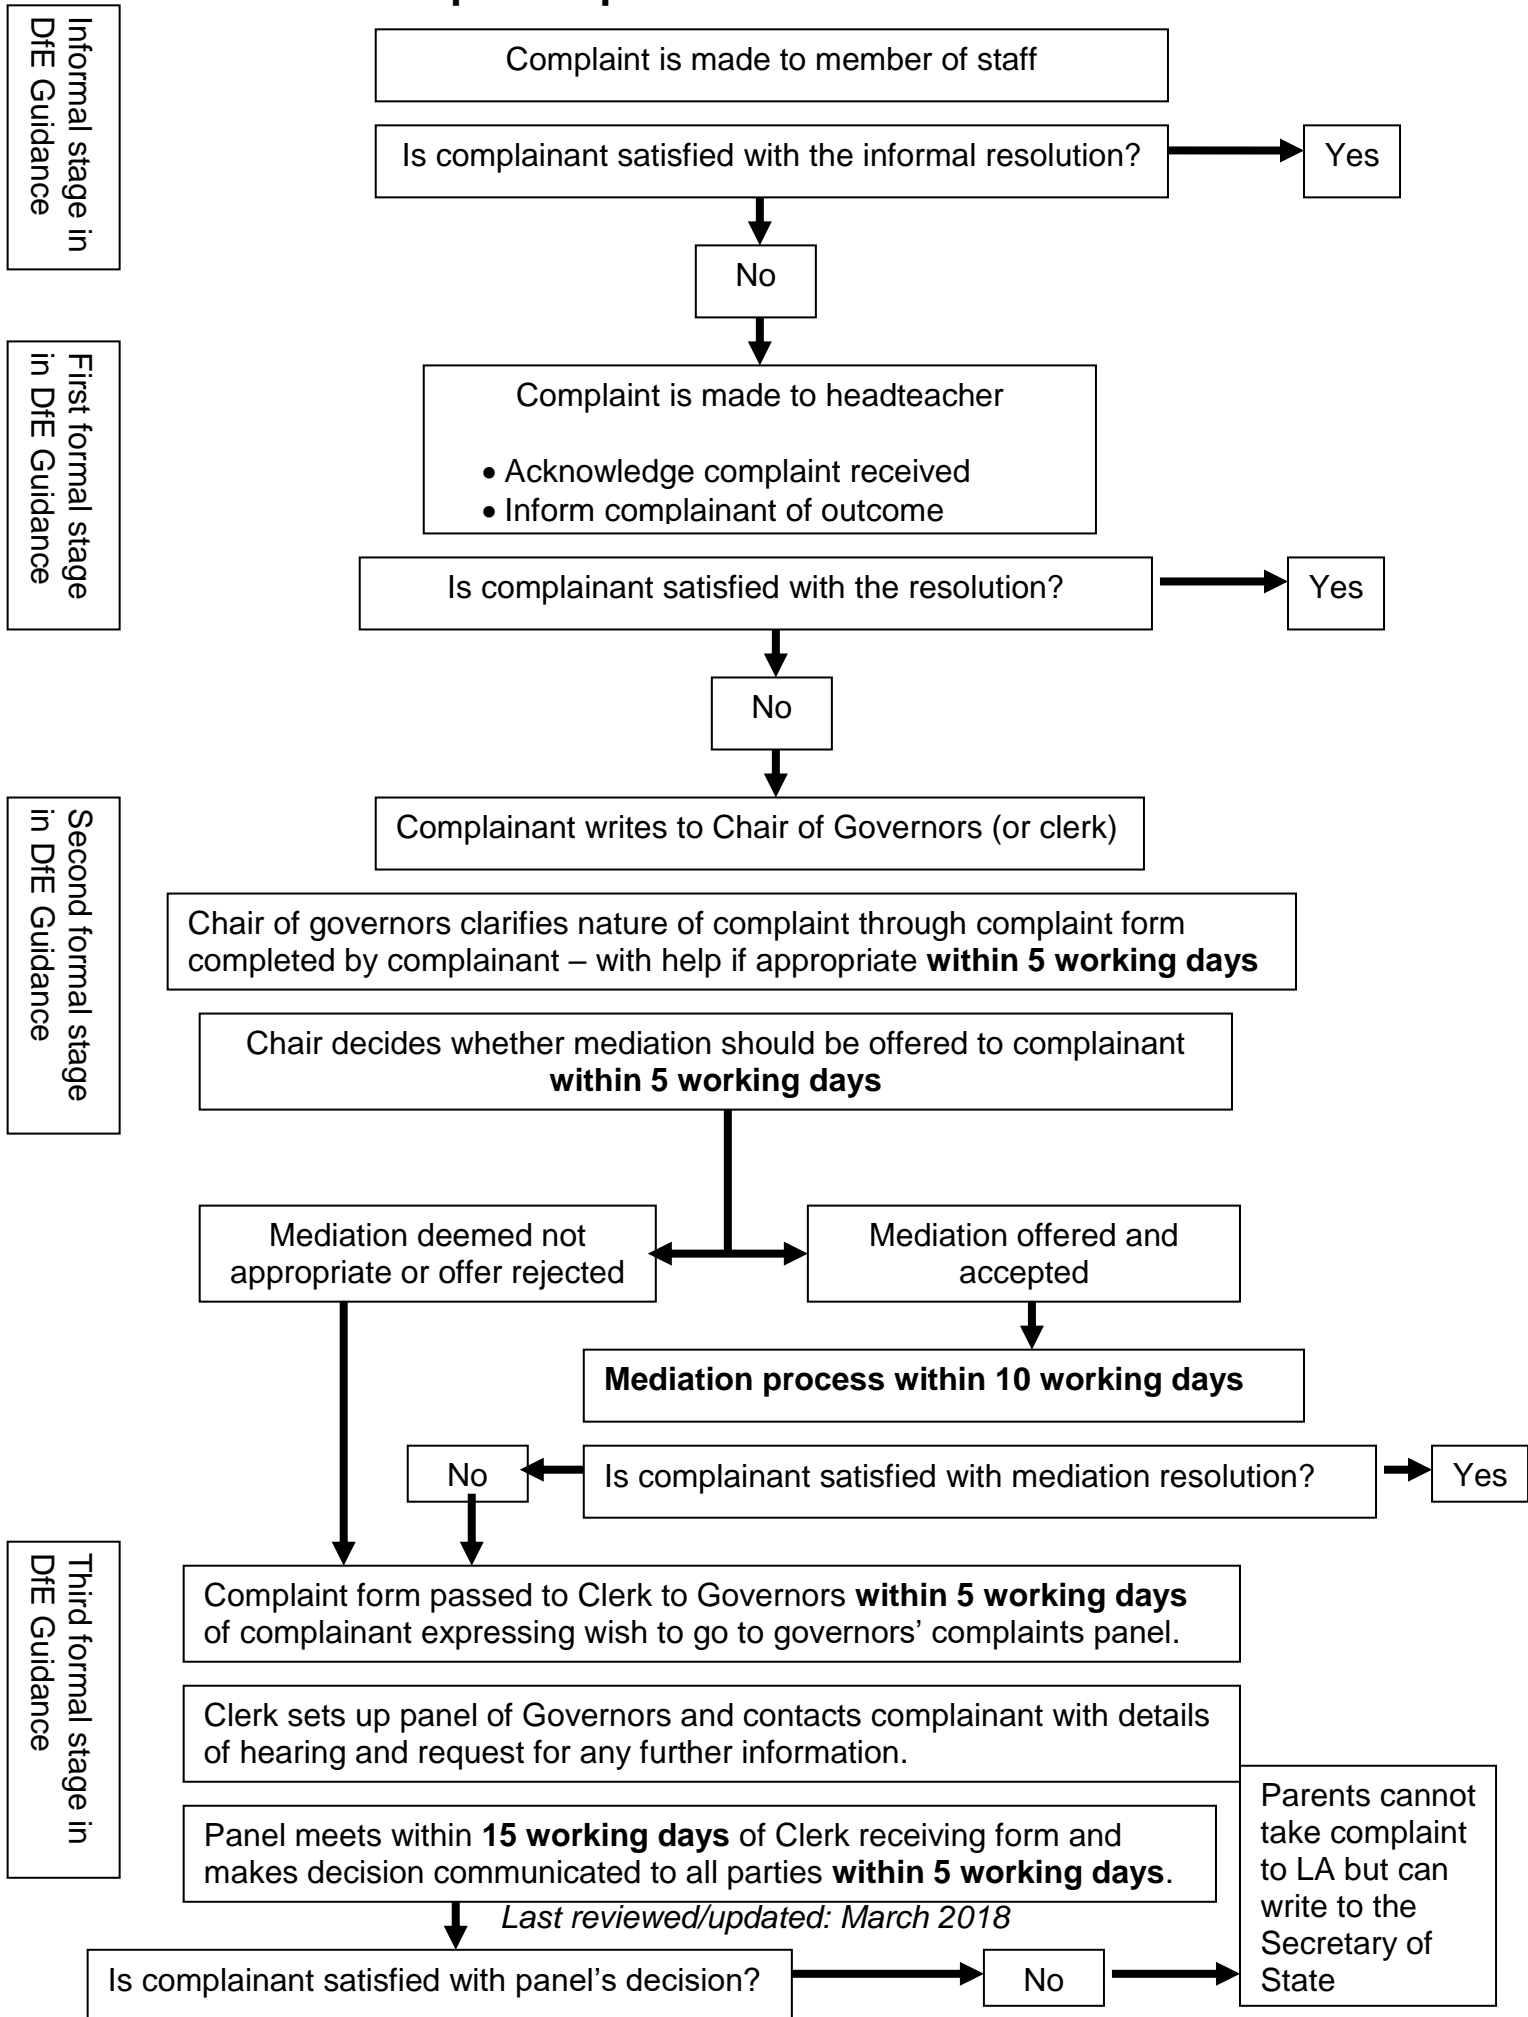 Informal stage in
DfE Guidance
Complaint is made to member of staff
Is complainant satisfied with the informal resolution?
Yes
No
First formal stage
in DfE Guidance
Complaint is made to headteacher
• Acknowledge complaint received
• Inform complainant of outcome
Is complainant satisfied with the resolution?
Yes
No
Second formal stage
in DfE Guidance
Complainant writes to Chair of Governors (or clerk)
Chair of governors clarifies nature of complaint through complaint form
completed by complainant – with help if appropriate within 5 working days
Chair decides whether mediation should be offered to complainant
within 5 working days
Mediation deemed not
appropriate or offer rejected
Mediation offered and
accepted
Mediation process within 10 working days
No
Is complainant satisfied with mediation resolution?
Yes
Third formal stage in
DfE Guidance
Complaint form passed to Clerk to Governors within 5 working days
of complainant expressing wish to go to governors’ complaints panel.
Clerk sets up panel of Governors and contacts complainant with details
of hearing and request for any further information.
Panel meets within 15 working days of Clerk receiving form and
makes decision communicated to all parties within 5 working days.
Last reviewed/updated: March 2018
Is complainant satisfied with panel’s decision?
No
Parents cannot
take complaint
to LA but can
write to the
Secretary of
State